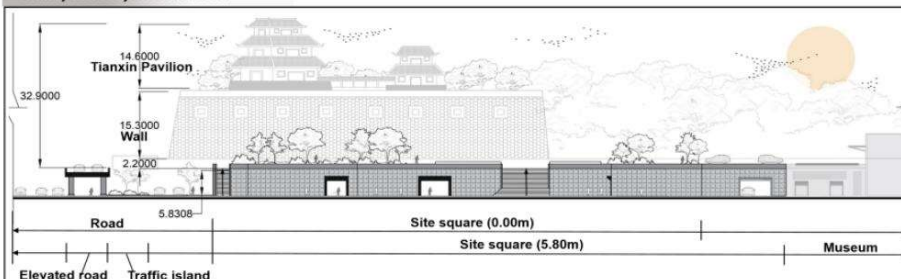 14.6000
Tianxin Pavilion
32.9000
15.3000
Wall
2.2000
5.8308
Road
Site square (0.00m)
Site square (5.80m)
Museum
Elevated road
Traffic island